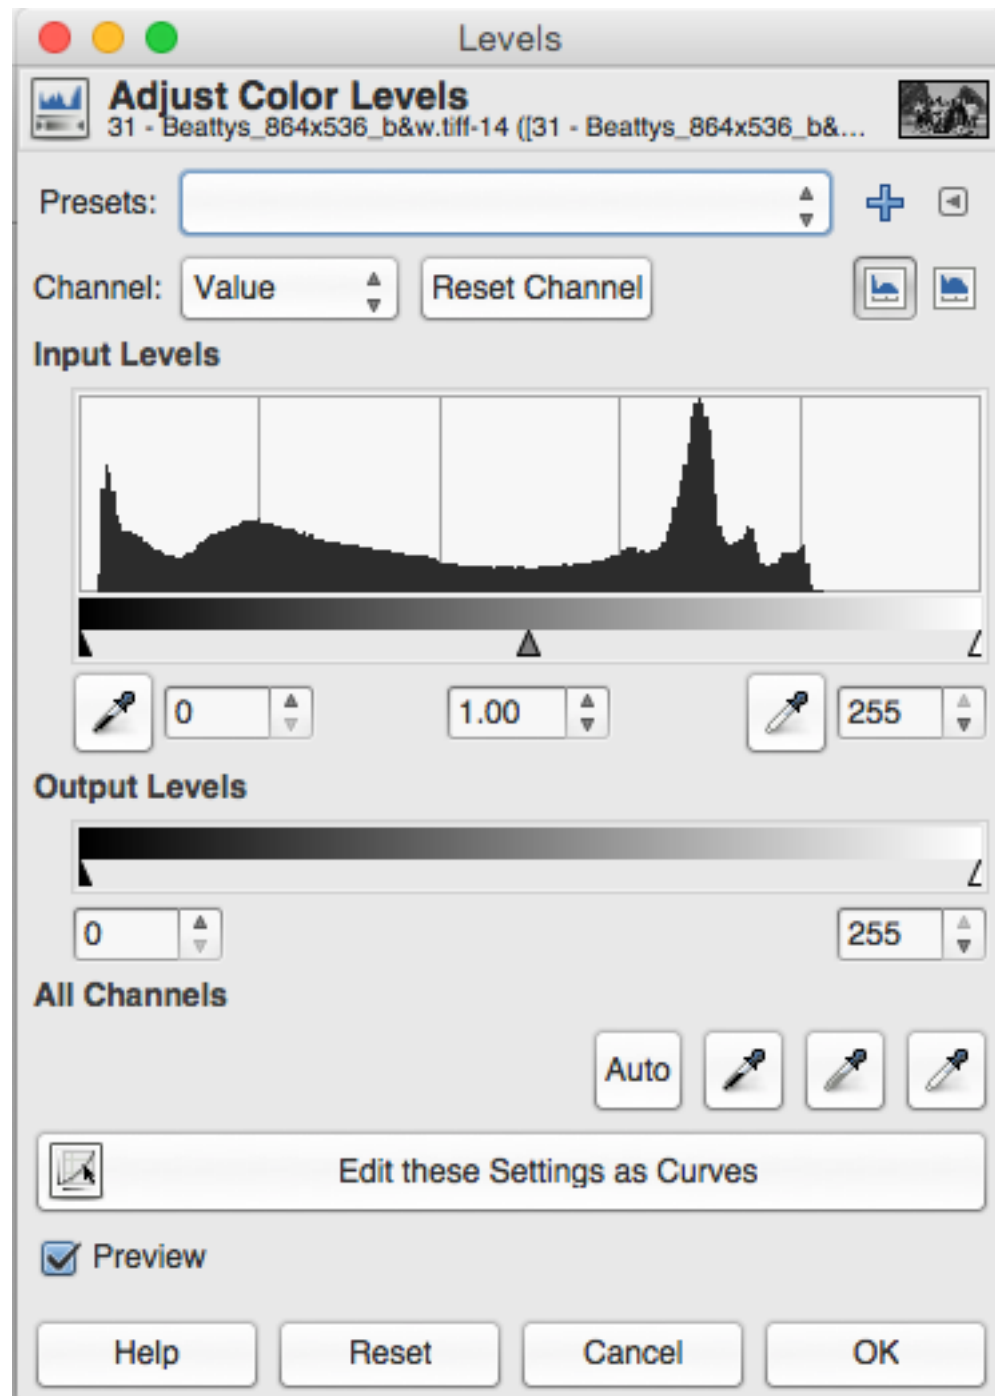 Levels
Adjust Color Levels
31 - Beattys_864x536_b&w.tiff-14 ([31 - Beattys_864x536_b&...
Presets:
Channel: Value Reset Channel
Input Levels
0 1.00 255
Output Levels
0 255
All Channels
Auto
Edit these Settings as Curves
Preview
Help Reset Cancel OK